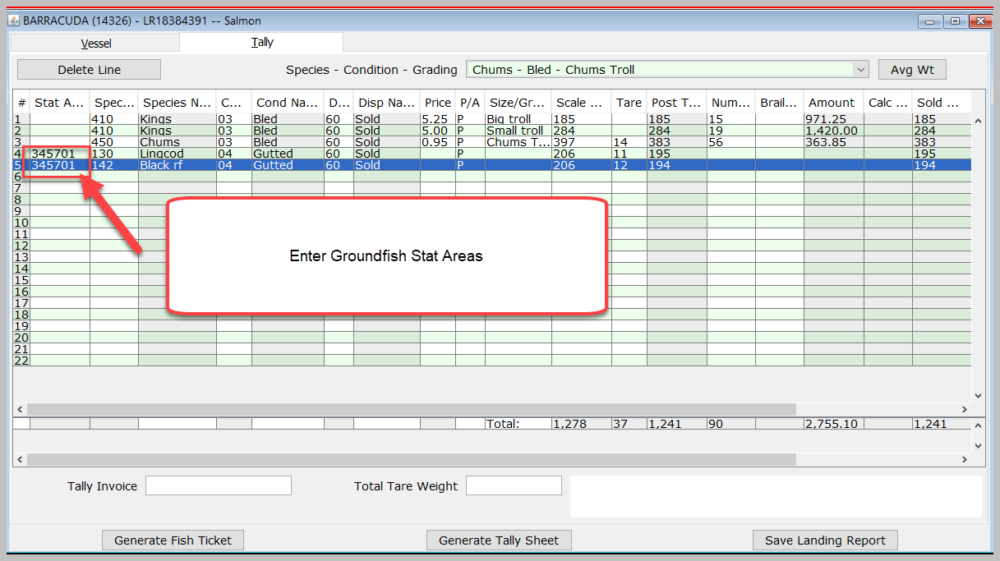 BARRACUDA (14326) - LR18384391 -- Salmon
Vessel Tally
Delete Line Species - Condition - Grading Chums - Bled - Chums Troll Avg Wt
# Stat A... Spec... Species N... C... Cond Na... D... Disp Na... Price P/A Size/Gr... Scale ... Tare Post T... Num... Brail... Amount Calc ... Sold ...
1 410 Kings 03 Bled 60 Sold 5.25 P Big troll 185 185 15 971.25 185
2 410 Kings 03 Bled 60 Sold 5.00 P Small troll 284 284 19 1,420.00 284
3 450 Chums 03 Bled 60 Sold 0.95 P Chums T... 397 14 383 56 363.85 383
4 345701 130 Lingcod 04 Gutted 60 Sold P 206 11 195 195
5 345701 142 Black rf 04 Gutted 60 Sold P 206 12 194 194
6
7
8
9
10
11
12
13
14
15
16
17
18
19
20
21
22
Enter Groundfish Stat Areas
Total: 1,278 37 1,241 90 2,755.10 1,241
Tally Invoice Total Tare Weight
Generate Fish Ticket Generate Tally Sheet Save Landing Report